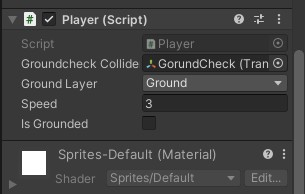 Player (Script)
Script Player
Groundcheck Collide GorundCheck (Tran
Ground Layer Ground
Speed 3
Is Grounded
Sprites-Default (Material)
Shader Sprites/Default Edit...